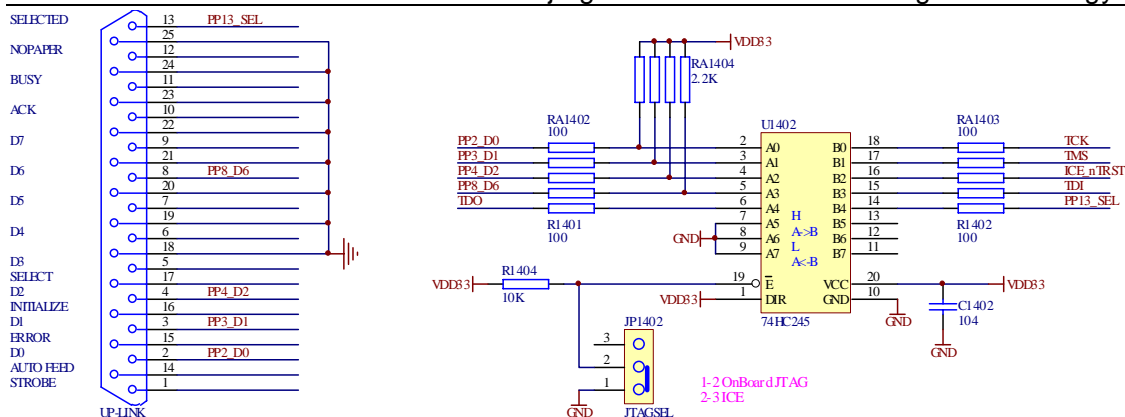 SELECTED 13 PP13_SEL
25
NOPAPER 12
24
BUSY 11
23
ACK 10
22
D7 9
21
D6 8 PP8_D6
20
D5 7
19
D4 6
18
D3 5
SELECT 17
D2 4 PP4_D2
INITIALIZE 16
D1 3 PP3_D1
ERROR 15
D0 2 PP2_D0
AUTO FEED 14
STROBE 1
UP-LINK
VDD33
RA1404
2.2K
RA1402
100
U1402
RA1403
100
PP2_D0 2 A0 B0 18 TCK
PP3_D1 3 A1 B1 17 TMS
PP4_D2 4 A2 B2 16 ICE_nTRST
PP8_D6 5 A3 B3 15 TDI
TDO 6 A4 B4 14 PP13_SEL
R1401
100
7 A5 H B5 13
GND 8 A6 A->B B6 12
9 A7 L B7 11
A<-B
R1402
100
R1404
VDD33 10K
19 E VCC 20 VDD33
VDD33 1 DIR GND 10
74HC245
GND
C1402
104
GND
JP1402
3
2
1
GND
JTAGSEL
1-2 OnBoard JTAG
2-3 ICE